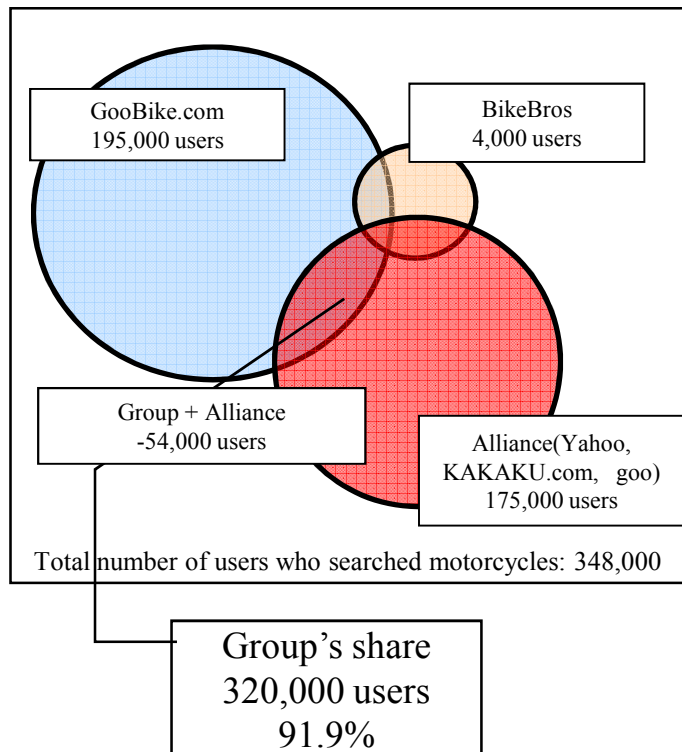 GooBike.com
195,000 users
BikeBros
4,000 users
Group + Alliance
-54,000 users
Alliance(Yahoo,
KAKAKU.com, goo)
175,000 users
Total number of users who searched motorcycles: 348,000
Group’s share
320,000 users
91.9%